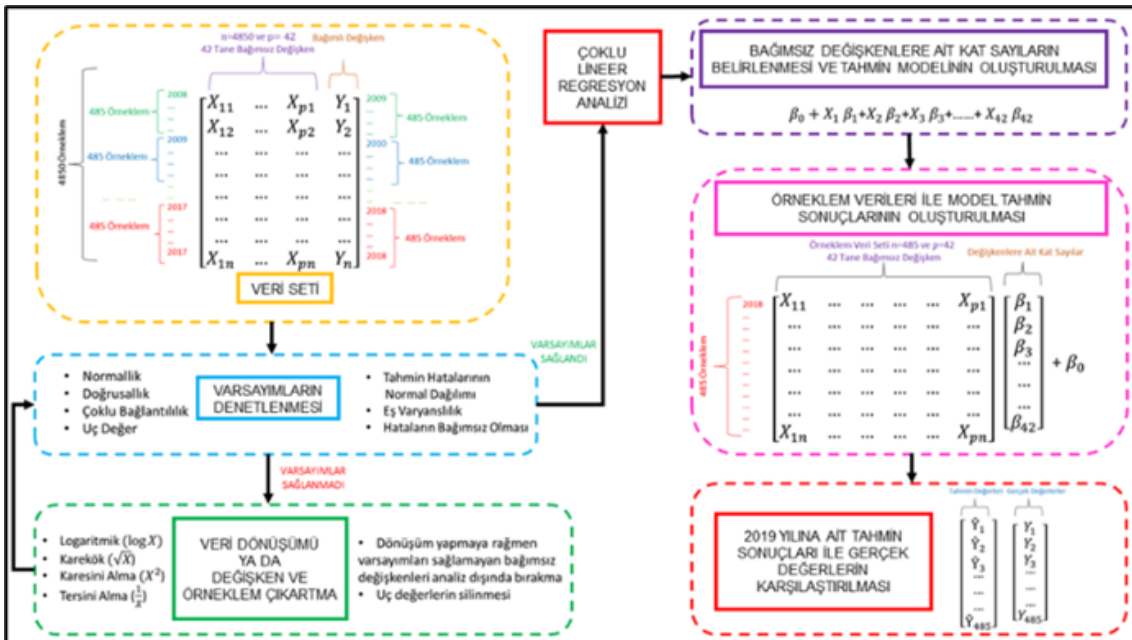 n=4850 ve p= 42
42 Tane Bağımsız Değişken
Bağımlı Değişken
4850 Örneklem
485 Örneklem
2008
2009
485 Örneklem
485 Örneklem
2009
2010
485 Örneklem
485 Örneklem
2017
2017
2018
2018
485 Örneklem
X11 ... Xp1 Y1
X12 ... Xp2 Y2
... ... ... ...
... ... ... ...
... ... ... ...
... ... ... ...
... ... ... ...
X1n ... Xpn Yn
VERİ SETİ
• Normallik
• Doğrusallık
• Çoklu Bağlantılılık
• Uç Değer
VARSAYIMLARIN
DENETLENMESİ
• Tahmin Hatalarının
Normal Dağılımı
• Eş Varyanslılık
• Hataların Bağımsız Olması
VARSAYIMLAR
SAĞLANDI
VARSAYIMLAR
SAĞLANMADI
• Logaritmik (log X)
• Karekök (√X)
• Karesini Alma (X²)
• Tersini Alma (1/x)
VERİ DÖNÜŞÜMÜ
YA DA
DEĞİŞKEN VE
ÖRNEKLEM ÇIKARTMA
• Dönüşüm yapmaya rağmen
varsayımları sağlamayan bağımsız
değişkenleri analiz dışında bırakma
• Uç değerlerin silinmesi
ÇOKLU
LİNEER
REGRESYON
ANALİZİ
BAĞIMSIZ DEĞİŞKENLERE AİT KAT SAYILARIN
BELİRLENMESİ VE TAHMİN MODELİNİN OLUŞTURULMASI
β0 + X1 β1+X2 β2+X3 β3+......+ X42 β42
ÖRNEKLEM VERİLERİ İLE MODEL TAHMİN
SONUÇLARININ OLUŞTURULMASI
Örneklem Veri Seti n=485 ve p=42
42 Tane Bağımsız Değişken
Değişkenlere Ait Kat Sayılar
485 Örneklem
2018
X11 ... ... ... ... Xp1 β1
... ... ... ... ... ... β2
... ... ... ... ... ... β3
... ... ... ... ... ... ...
... ... ... ... ... ... ...
... ... ... ... ... ... ...
X1n ... ... ... ... Xpn β42
+ β0
2019 YILINA AİT TAHMİN
SONUÇLARI İLE GERÇEK
DEĞERLERİN
KARŞILAŞTIRILMASI
Tahmin Değerleri
Gerçek Değerler
Ŷ1 Y1
Ŷ2 Y2
Ŷ3 Y3
... ...
... ...
Ŷ485 Y485